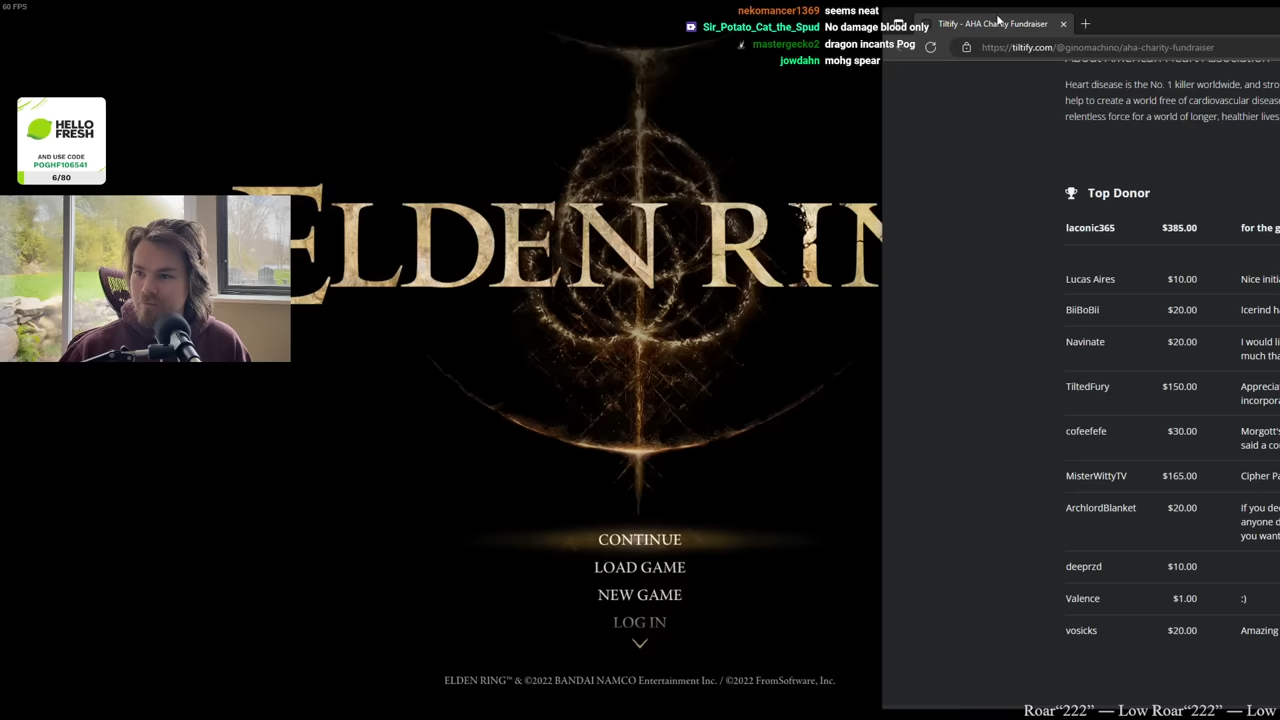 60 FPS
nekomancer1369 seems neat
Sir_Potato_Cat_the_Spud No damage blood only
mastergecko2 dragon incants Pog
jowdahn mohg spear
HELLO
FRESH
AND USE CODE
POGHF106541
6/80
ELDEN RIN
CONTINUE
LOAD GAME
NEW GAME
LOG IN
ELDEN RING™ & ©2022 BANDAI NAMCO Entertainment Inc. / ©2022 FromSoftware, Inc.
Tiltify - AHA Charity Fundraiser
https://tiltify.com/@ginomachino/aha-charity-fundraiser
About American Heart Association
Heart disease is the No. 1 killer worldwide, and stro
help to create a world free of cardiovascular diseas
relentless force for a world of longer, healthier lives
Top Donor
laconic365 $385.00 for the g
Lucas Aires $10.00 Nice initi
BiiBoBii $20.00 Icerind h
Navinate $20.00 I would li
much tha
TiltedFury $150.00 Apprecia
incorpora
cofeefefe $30.00 Morgott's
said a co
MisterWittyTV $165.00 Cipher Pa
ArchlordBlanket $20.00 If you de
anyone d
you want
deeprzd $10.00
Valence $1.00 :)
vosicks $20.00 Amazing
Roar“222” — Low Roar“222” — Low